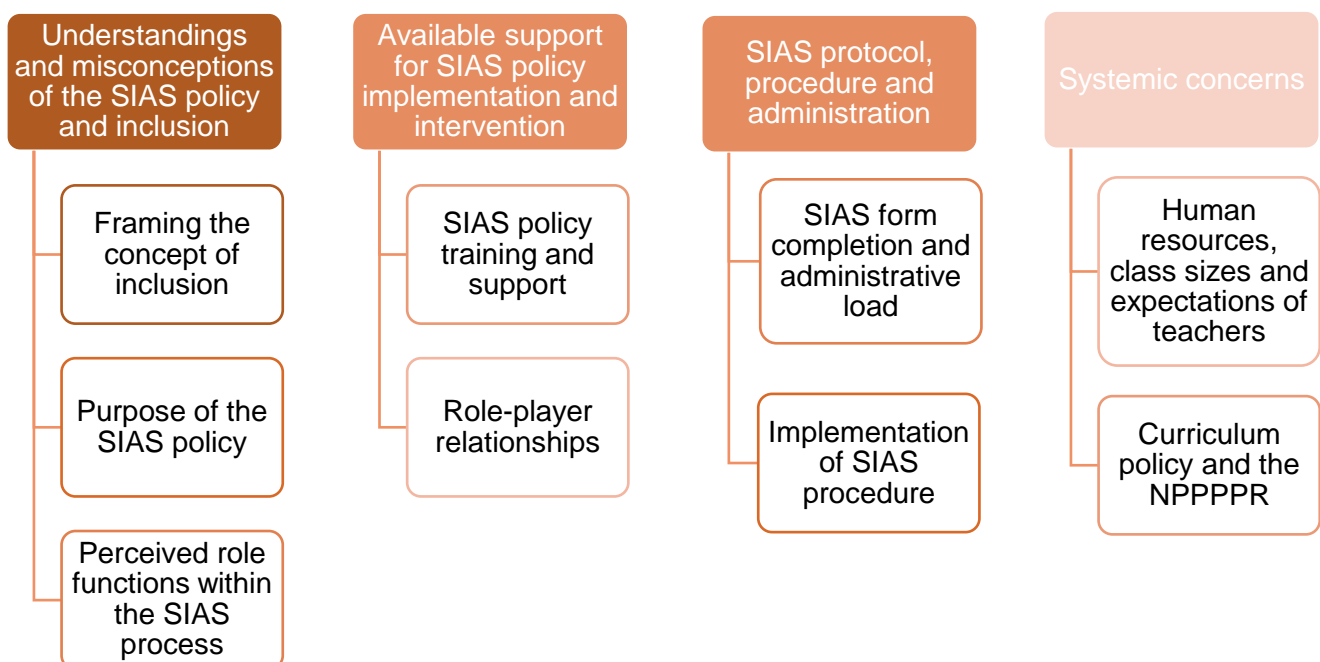 Understandings
and misconceptions
of the SIAS policy
and inclusion
Framing the
concept of
inclusion
Purpose of the
SIAS policy
Perceived role
functions within
the SIAS
process
Available support
for SIAS policy
implementation and
intervention
SIAS policy
training and
support
Role-player
relationships
SIAS protocol,
procedure and
administration
SIAS form
completion and
administrative
load
Implementation
of SIAS
procedure
Systemic concerns
Human
resources,
class sizes and
expectations of
teachers
Curriculum
policy and the
NPPPPR